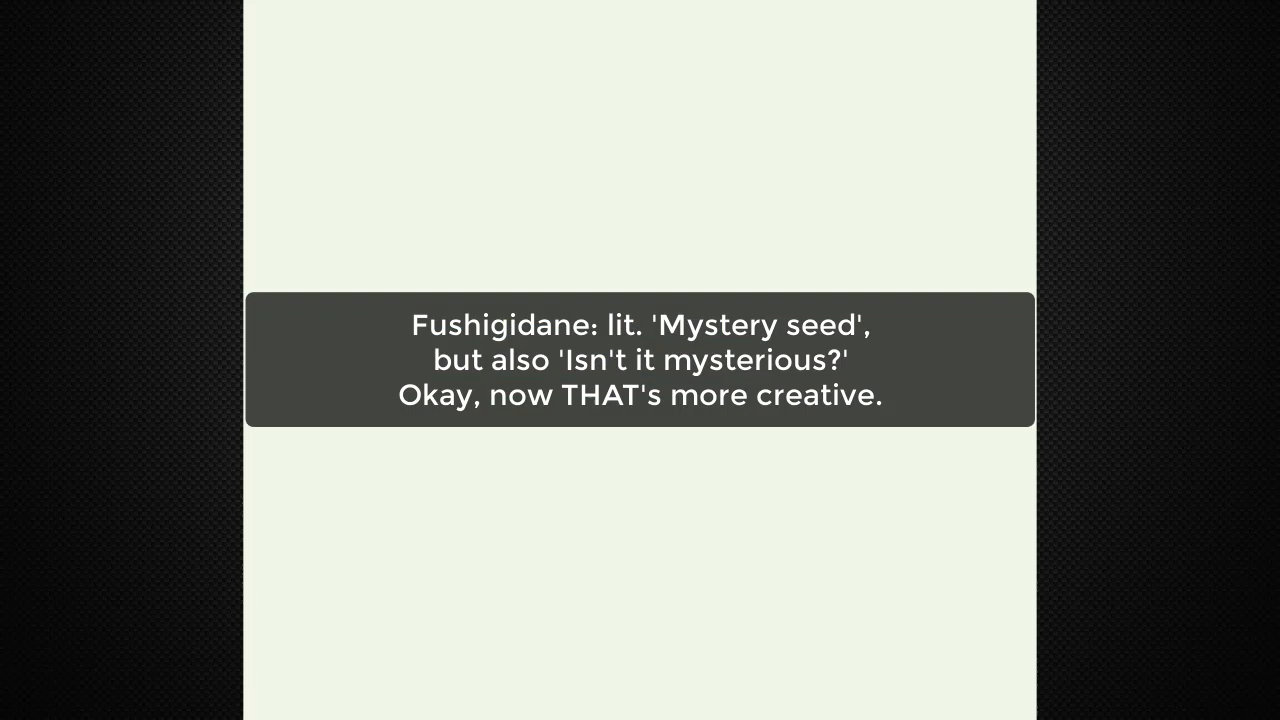 Fushigidane: lit. 'Mystery seed',
but also 'Isn't it mysterious?'
Okay, now THAT's more creative.